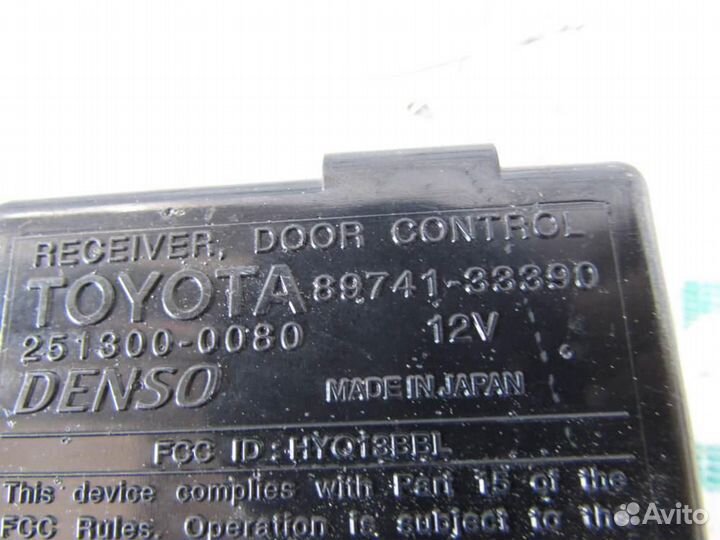 RECEIVER, DOOR CONTROL
TOYOTA 89741-33390
251300-0080 12V
DENSO MADE IN JAPAN
FCC ID : HYQ13BBL
This device complies with Part 15 of the
FCC Rules. Operation is subject to the
Avito